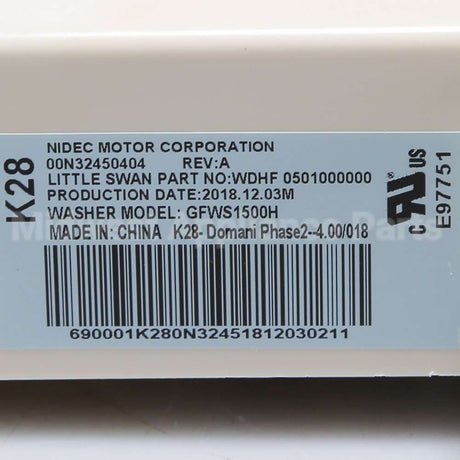 K28
NIDEC MOTOR CORPORATION
00N32450404 REV:A
LITTLE SWAN PART NO:WDHF 0501000000
PRODUCTION DATE:2018.12.03M
WASHER MODEL: GFWS1500H
MADE IN: CHINA K28- Domani Phase2--4.00/018
690001K280N32451812030211
C UR US
E97751